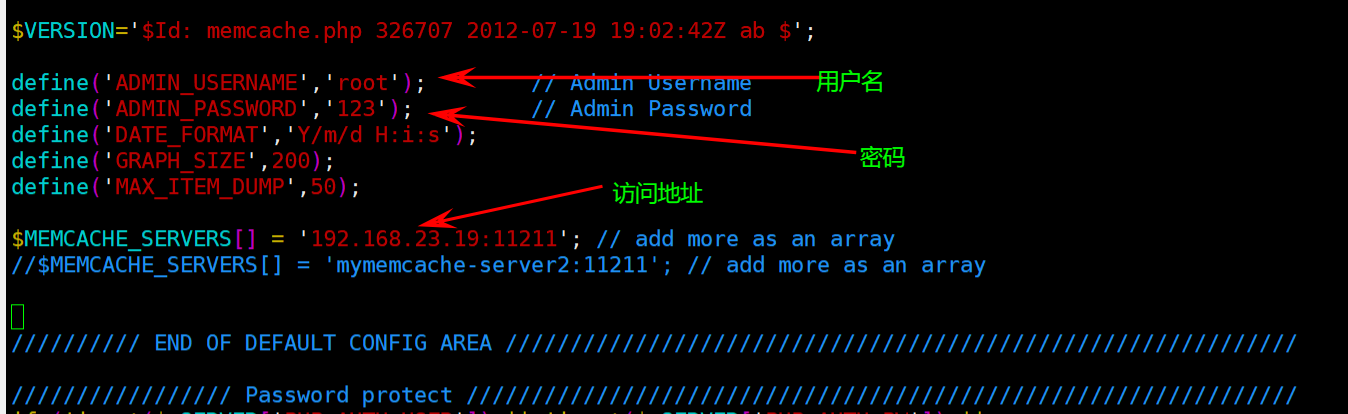 $VERSION='$Id: memcache.php 326707 2012-07-19 19:02:42Z ab $';
define('ADMIN_USERNAME','root'); // Admin Username 用户名
define('ADMIN_PASSWORD','123'); // Admin Password
define('DATE_FORMAT','Y/m/d H:i:s');
密码
define('GRAPH_SIZE',200);
define('MAX_ITEM_DUMP',50);
访问地址
$MEMCACHE_SERVERS[] = '192.168.23.19:11211'; // add more as an array
//$MEMCACHE_SERVERS[] = 'mymemcache-server2:11211'; // add more as an array
////////// END OF DEFAULT CONFIG AREA /////////////////////////////////////////////////////////////
///////////////// Password protect ////////////////////////////////////////////////////////////////